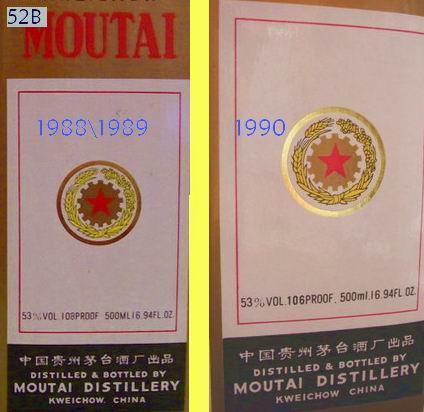 52B
MOUTAI
1988\1989
53%VOL.108PROOF 500ML.16.94FL.OZ.
中国贵州茅台酒厂出品
DISTILLED & BOTTLED BY
MOUTAI DISTILLERY
KWEICHOW. CHINA
1990
53%VOL.106PROOF. 500ml.16.94FL.OZ.
中国贵州茅台酒厂出品
DISTILLED & BOTTLED BY
MOUTAI DISTILLERY
KWEICHOW. CHINA